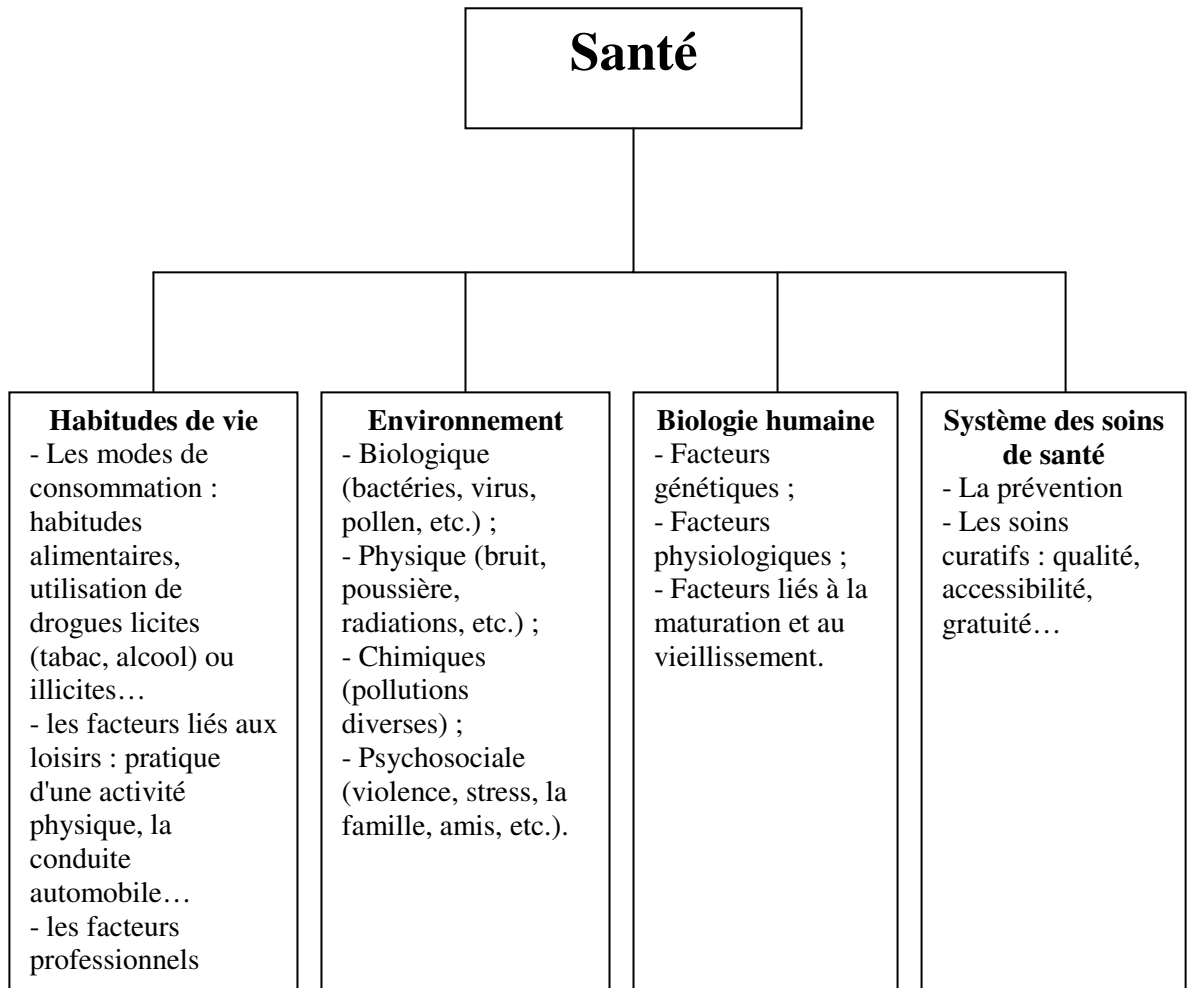 Santé
Habitudes de vie
- Les modes de
consommation :
habitudes
alimentaires,
utilisation de
drogues licites
(tabac, alcool) ou
illicites…
- les facteurs liés aux
loisirs : pratique
d'une activité
physique, la
conduite
automobile…
- les facteurs
professionnels
Environnement
- Biologique
(bactéries, virus,
pollen, etc.) ;
- Physique (bruit,
poussière,
radiations, etc.) ;
- Chimiques
(pollutions
diverses) ;
- Psychosociale
(violence, stress, la
famille, amis, etc.).
Biologie humaine
- Facteurs
génétiques ;
- Facteurs
physiologiques ;
- Facteurs liés à la
maturation et au
vieillissement.
Système des soins
de santé
- La prévention
- Les soins
curatifs : qualité,
accessibilité,
gratuité…